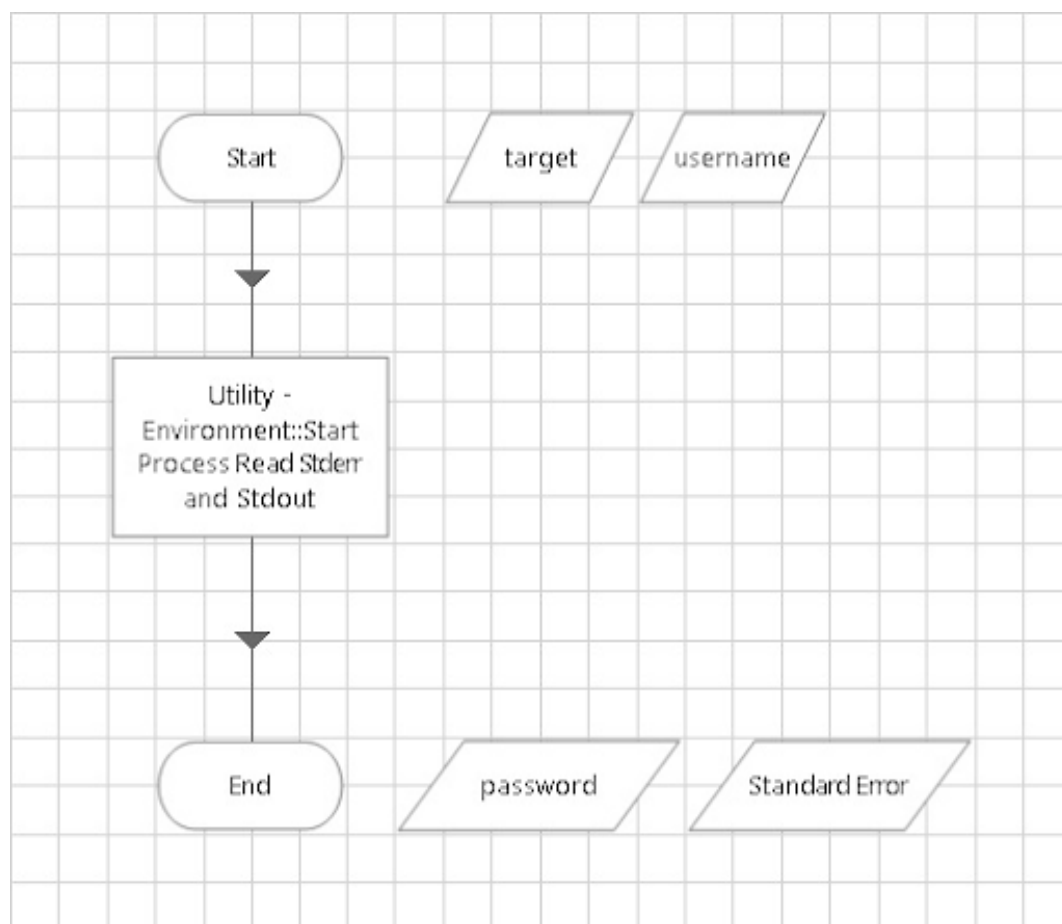 Start
target
username
Utility -
Environment::Start
Process Read Stderr
and Stdout
End
password
Standard Error